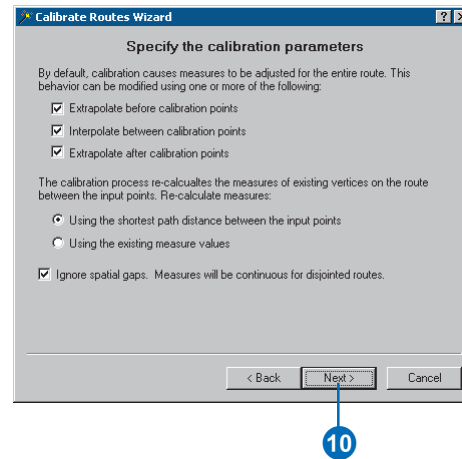 Calibrate Routes Wizard
Specify the calibration parameters
By default, calibration causes measures to be adjusted for the entire route. This
behavior can be modified using one or more of the following:
Extrapolate before calibration points
Interpolate between calibration points
Extrapolate after calibration points
The calibration process re-calcualtes the measures of existing vertices on the route
between the input points. Re-calculate measures:
Using the shortest path distance between the input points
Using the existing measure values
Ignore spatial gaps. Measures will be continuous for disjointed routes.
< Back
Next >
Cancel
10